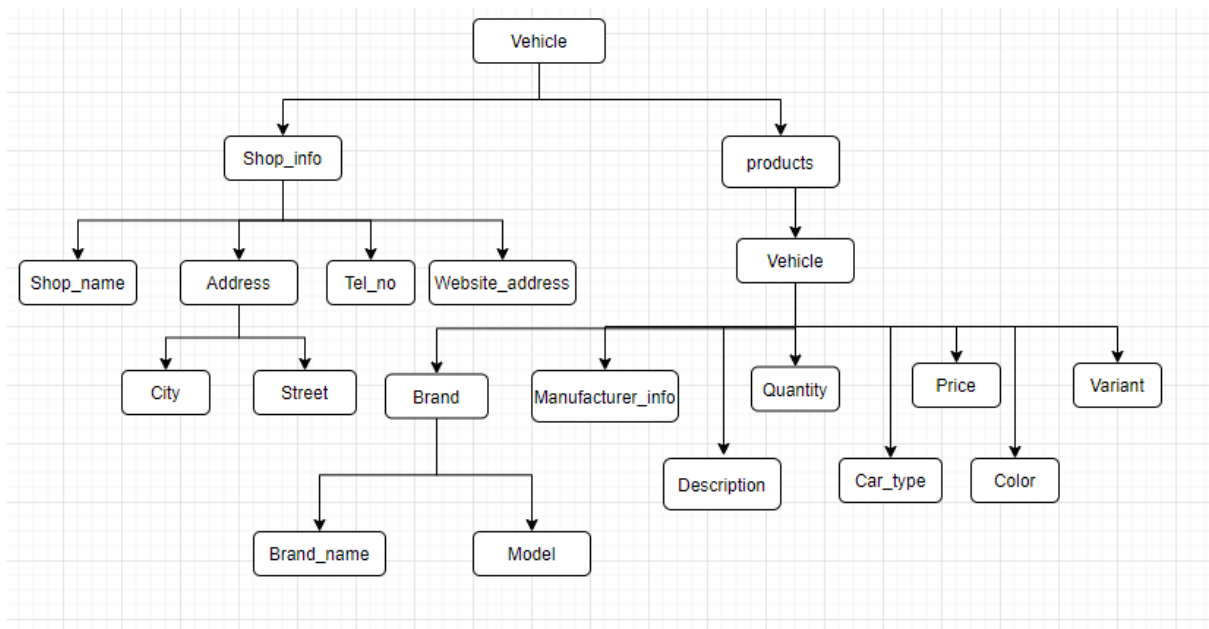 Vehicle
Shop_info
products
Shop_name
Address
Tel_no
Website_address
Vehicle
City
Street
Brand
Manufacturer_info
Quantity
Price
Variant
Description
Car_type
Color
Brand_name
Model